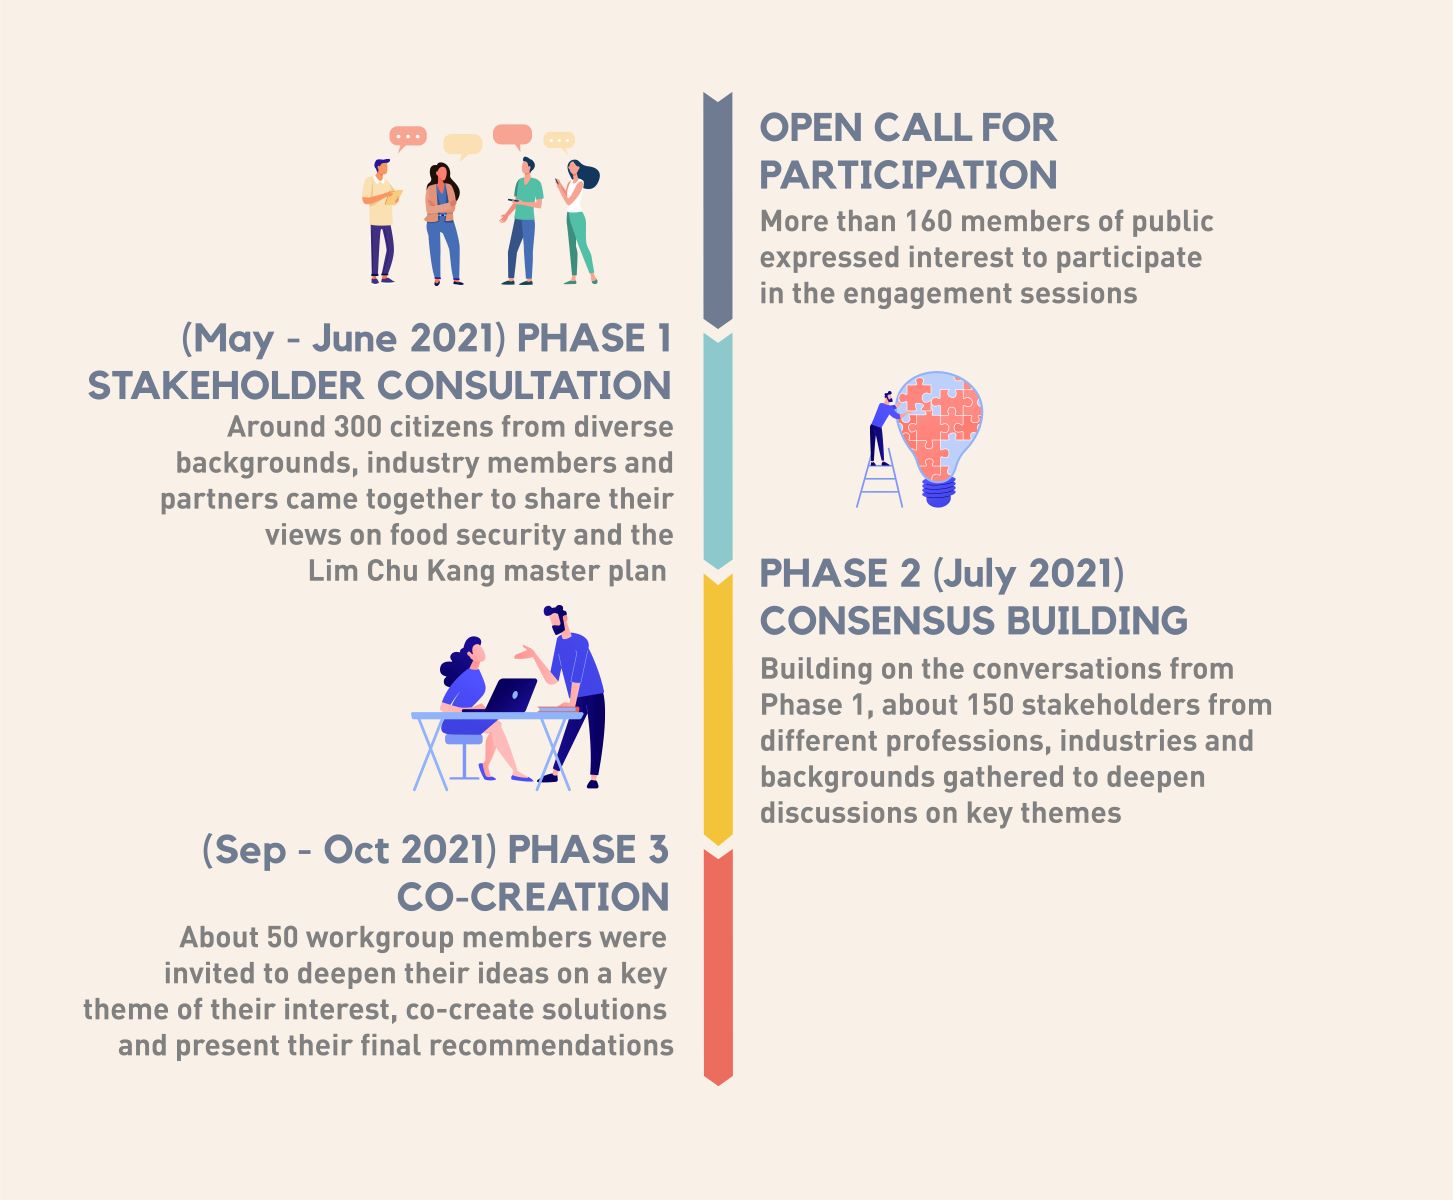 OPEN CALL FOR
PARTICIPATION
More than 160 members of public
expressed interest to participate
in the engagement sessions
(May - June 2021) PHASE 1
STAKEHOLDER CONSULTATION
Around 300 citizens from diverse
backgrounds, industry members and
partners came together to share their
views on food security and the
Lim Chu Kang master plan
PHASE 2 (July 2021)
CONSENSUS BUILDING
Building on the conversations from
Phase 1, about 150 stakeholders from
different professions, industries and
backgrounds gathered to deepen
discussions on key themes
(Sep - Oct 2021) PHASE 3
CO-CREATION
About 50 workgroup members were
invited to deepen their ideas on a key
theme of their interest, co-create solutions
and present their final recommendations